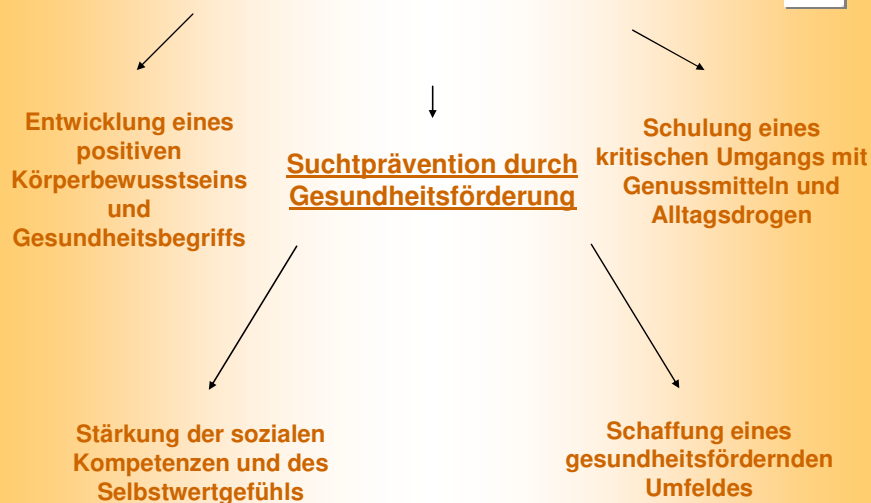 Entwicklung eines
positiven
Körperbewusstseins
und
Gesundheitsbegriffs
Suchtprävention durch
Gesundheitsförderung
Schulung eines
kritischen Umgangs mit
Genussmitteln und
Alltagsdrogen
Stärkung der sozialen
Kompetenzen und des
Selbstwertgefühls
Schaffung eines
gesundheitsfördernden
Umfeldes